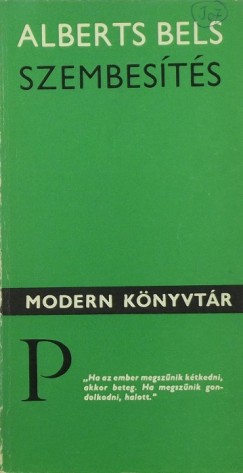 ALBERTS BELS
SZEMBESÍTÉS
MODERN KÖNYVTÁR
P
„Ha az ember megszűnik kétkedni,
akkor beteg. Ha megszűnik gon-
dolkodni, halott.”